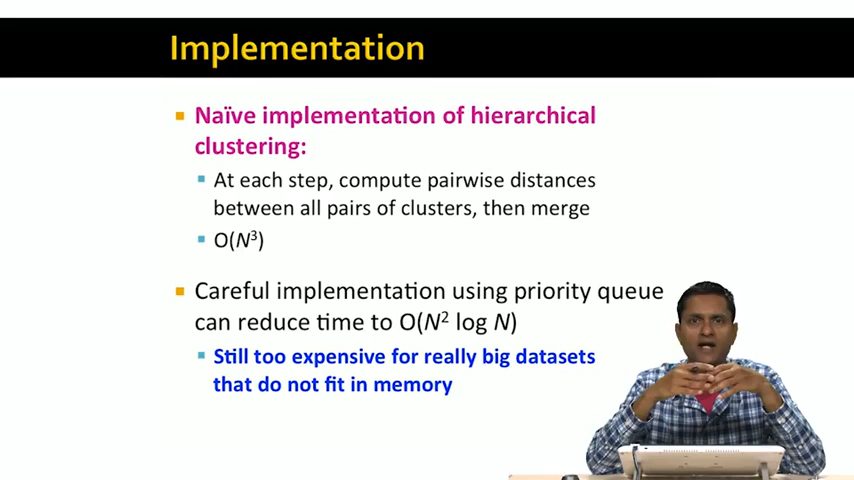 Implementation
Naïve implementation of hierarchical
clustering:
At each step, compute pairwise distances
between all pairs of clusters, then merge
O(N³)
Careful implementation using priority queue
can reduce time to O(N² log N)
Still too expensive for really big datasets
that do not fit in memory